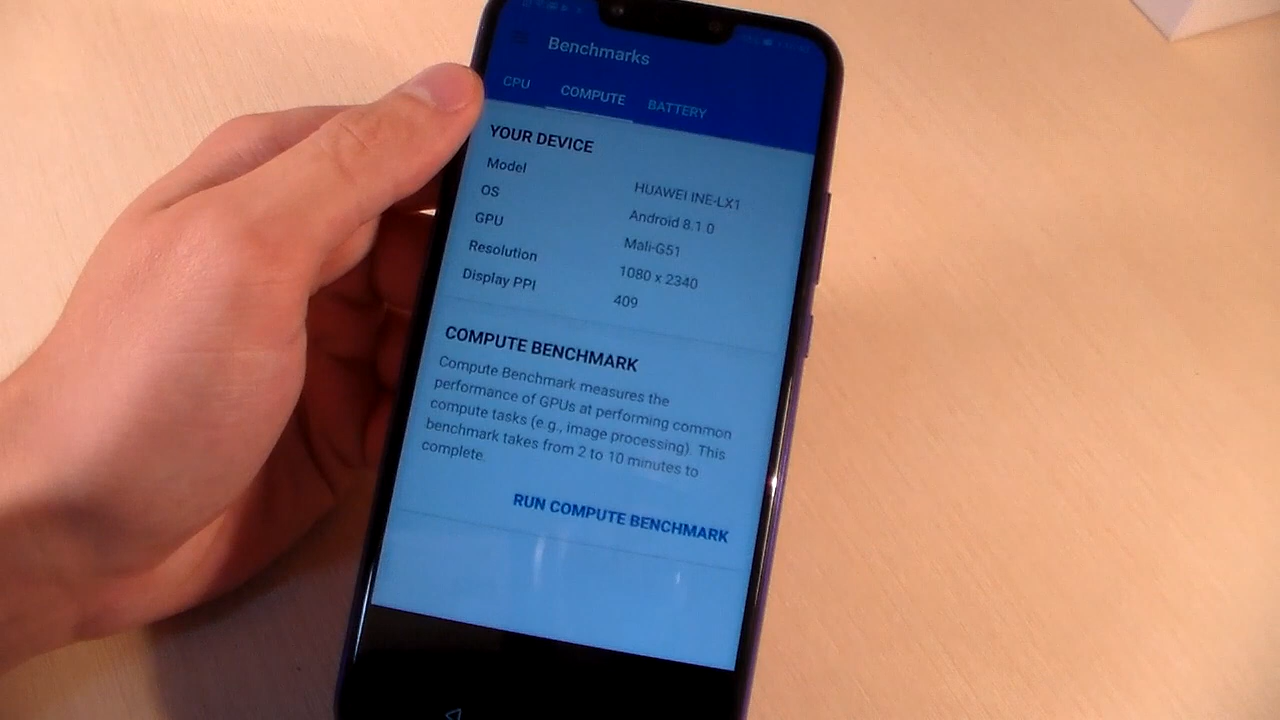 Benchmarks
CPU COMPUTE BATTERY
YOUR DEVICE
Model HUAWEI INE-LX1
OS Android 8.1.0
GPU Mali-G51
Resolution 1080 x 2340
Display PPI 409
COMPUTE BENCHMARK
Compute Benchmark measures the
performance of GPUs at performing common
compute tasks (e.g., image processing). This
benchmark takes from 2 to 10 minutes to
complete.
RUN COMPUTE BENCHMARK